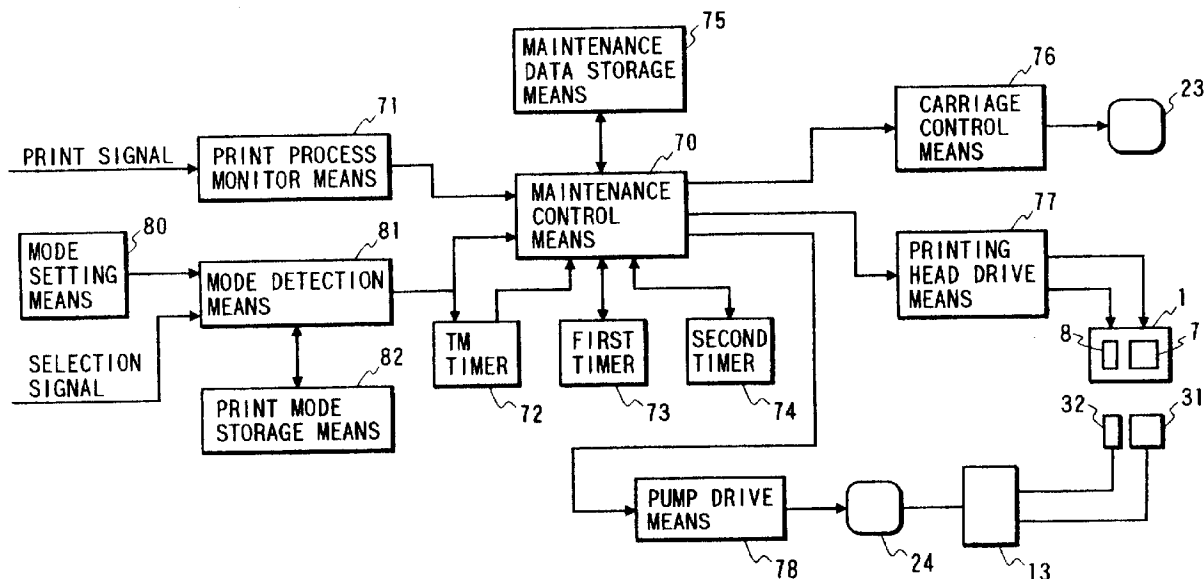 75
MAINTENANCE
DATA STORAGE
MEANS
76
CARRIAGE
CONTROL
MEANS
23
71
PRINT SIGNAL
PRINT PROCESS
MONITOR MEANS
70
MAINTENANCE
CONTROL
MEANS
77
PRINTING
HEAD DRIVE
MEANS
80
MODE
SETTING
MEANS
81
MODE DETECTION
MEANS
SELECTION
SIGNAL
82
PRINT MODE
STORAGE MEANS
TM
TIMER
72
FIRST
TIMER
73
SECOND
TIMER
74
1
8
7
32
31
PUMP DRIVE
MEANS
78
24
13